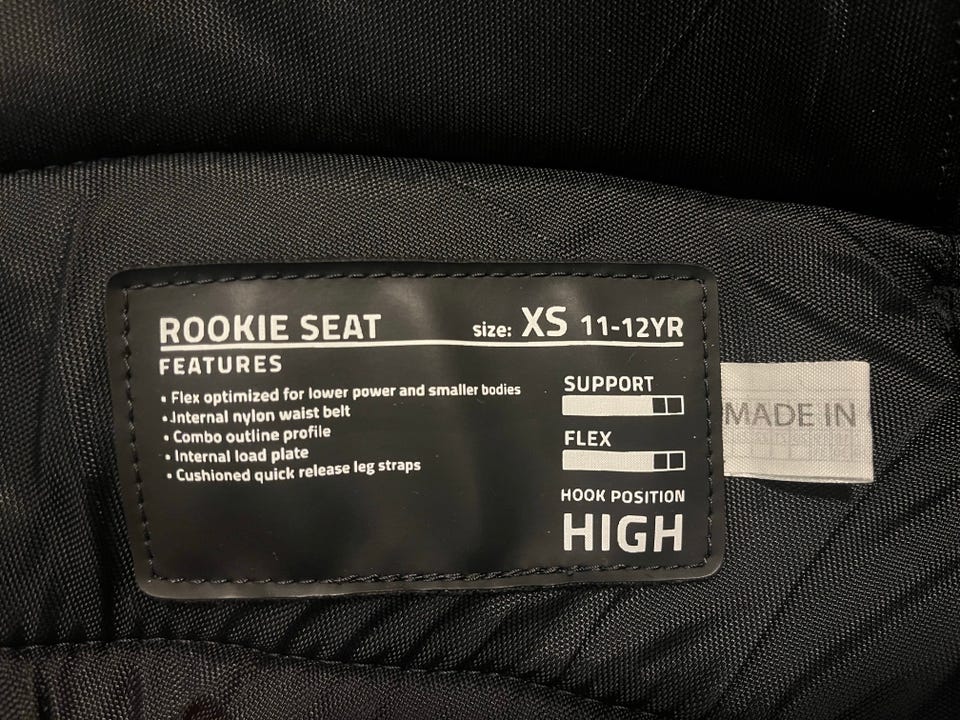 ROOKIE SEAT size: XS 11-12YR
FEATURES
• Flex optimized for lower power and smaller bodies
• Internal nylon waist belt
• Combo outline profile
• Internal load plate
• Cushioned quick release leg straps
SUPPORT
FLEX
HOOK POSITION
HIGH
MADE IN